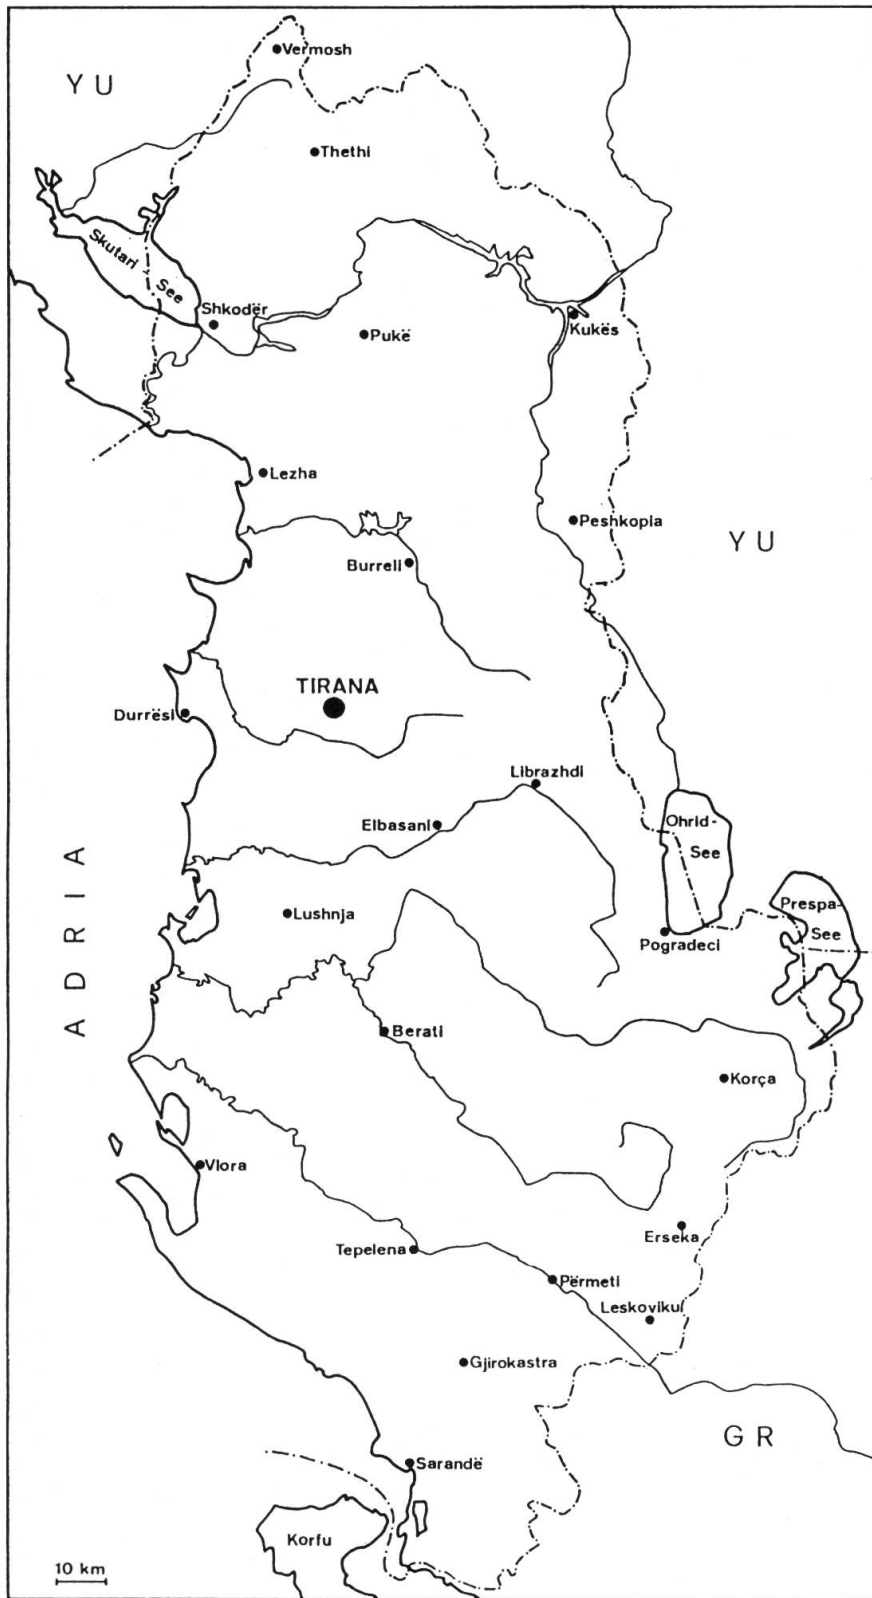 Vermosh
YU
Thethi
Skutari - See
Shkodër
Pukë
Kukës
Lezha
Peshkopia
YU
Burreli
TIRANA
Durrësi
Librazhdi
Ohrid-
See
Elbasani
ADRIA
Prespa-
See
Lushnja
Pogradeci
Berati
Korça
Vlora
Erseka
Tepelena
Përmeti
Leskoviku
Gjirokastra
GR
Sarandë
Korfu
10 km